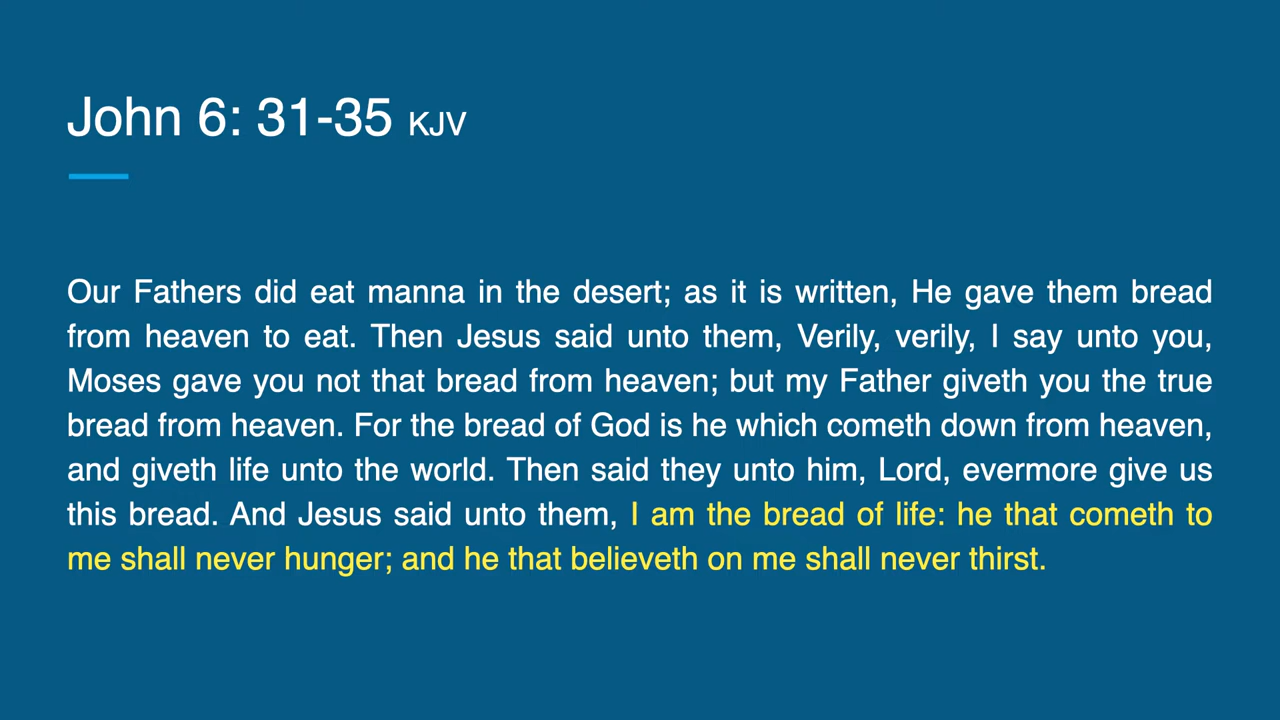 John 6: 31-35 KJV
Our Fathers did eat manna in the desert; as it is written, He gave them bread
from heaven to eat. Then Jesus said unto them, Verily, verily, I say unto you,
Moses gave you not that bread from heaven; but my Father giveth you the true
bread from heaven. For the bread of God is he which cometh down from heaven,
and giveth life unto the world. Then said they unto him, Lord, evermore give us
this bread. And Jesus said unto them, I am the bread of life: he that cometh to
me shall never hunger; and he that believeth on me shall never thirst.